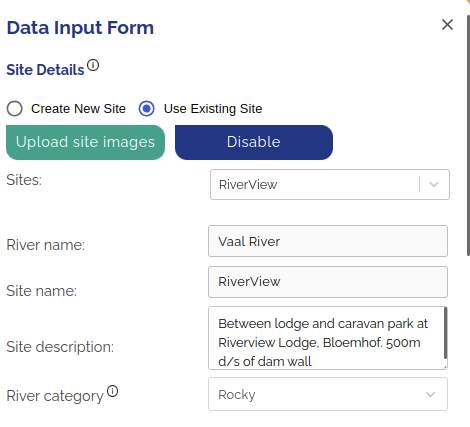 Data Input Form
Site Details
Create New Site Use Existing Site
Upload site images Disable
Sites: RiverView
River name: Vaal River
Site name: RiverView
Site description: Between lodge and caravan park at
Riverview Lodge, Bloemhof. 500m
d/s of dam wall
River category Rocky